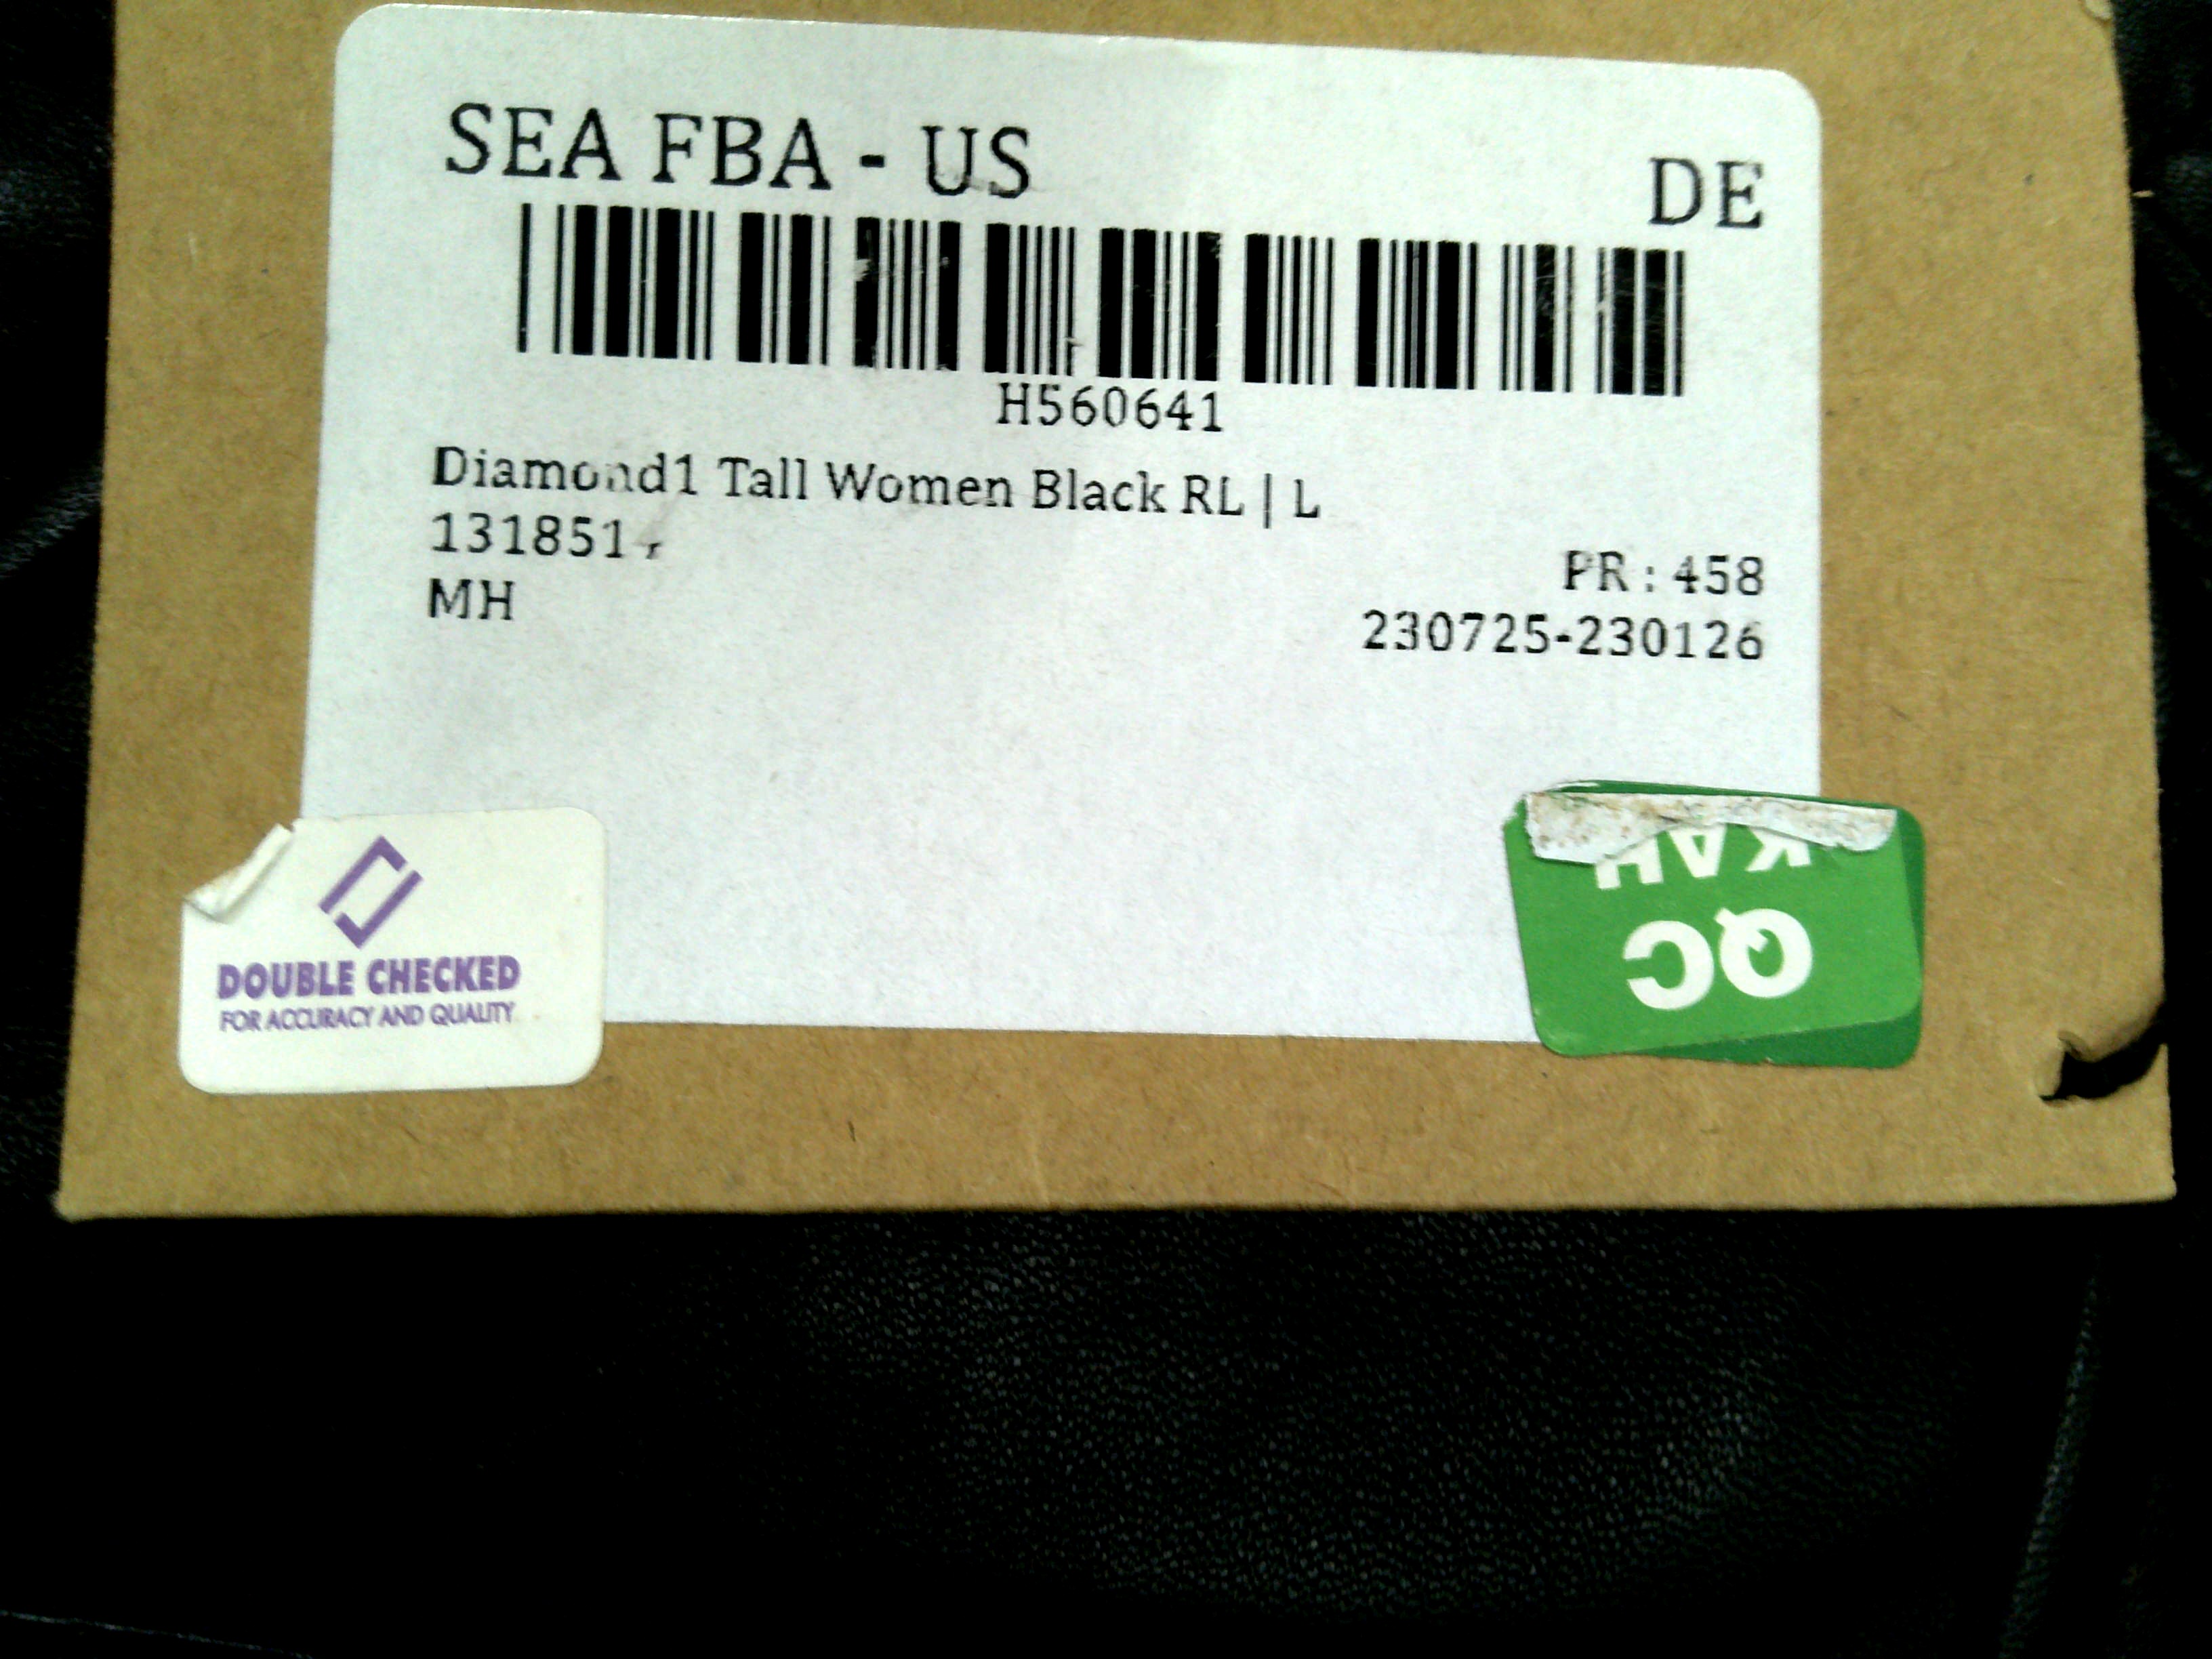 SEA FBA - US
DE
H560641
Diamond1 Tall Women Black RL | L
131851
PR : 458
MH
230725-230126
DOUBLE CHECKED
FOR ACCURACY AND QUALITY
QC